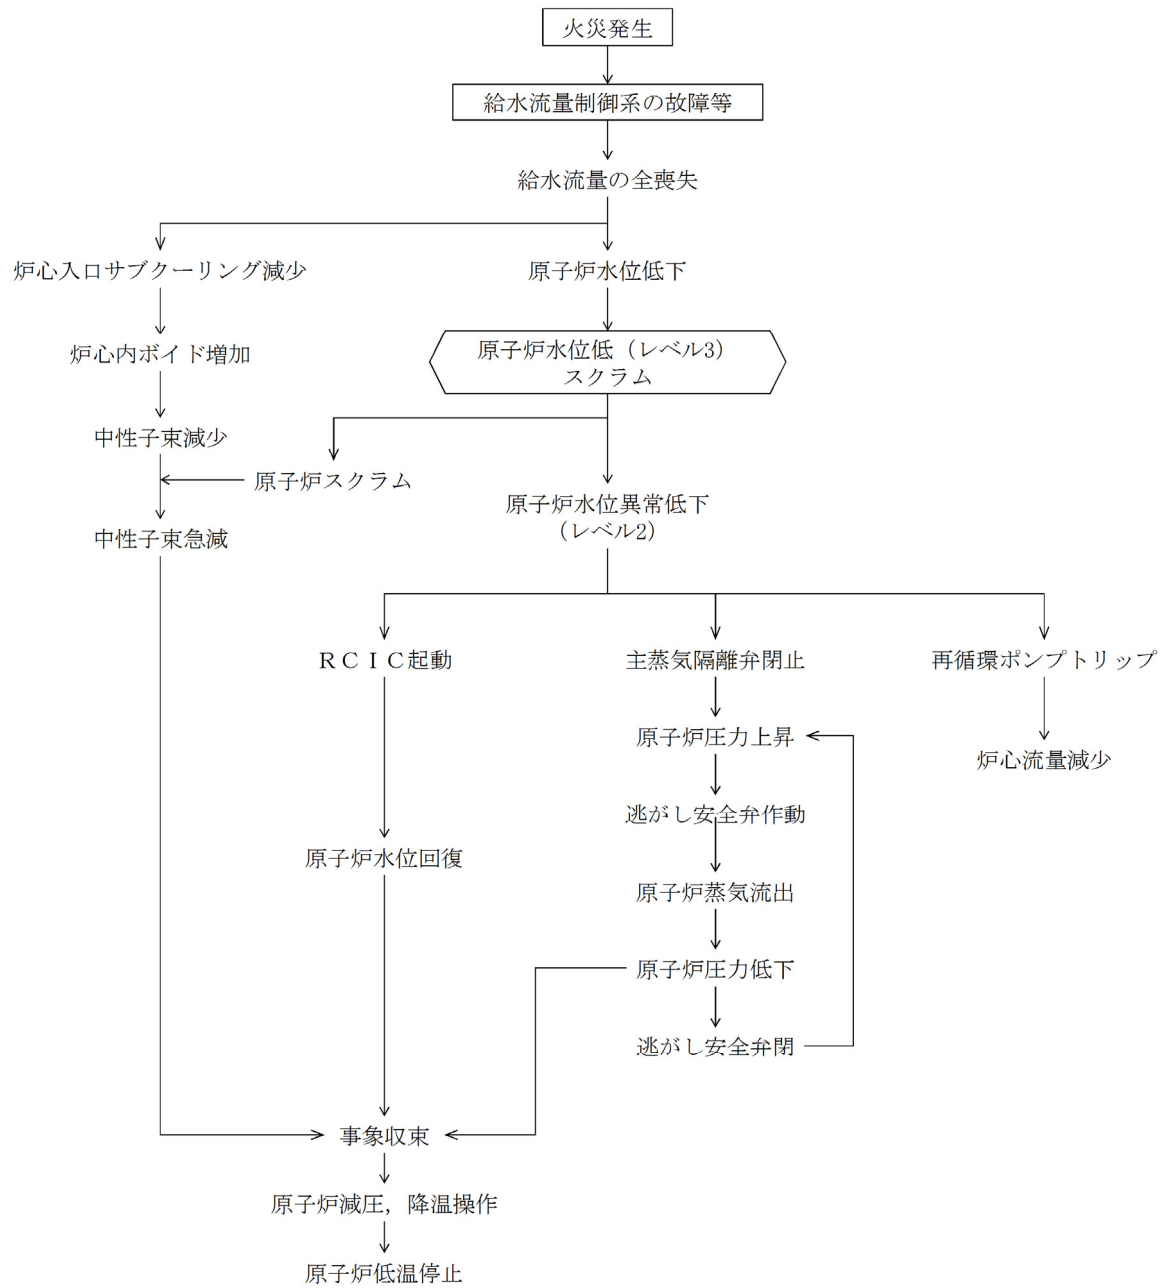 火災発生
給水流量制御系の故障等
給水流量の全喪失
炉心入口サブクーリング減少
原子炉水位低下
炉心内ボイド増加
原子炉水位低（レベル3）
スクラム
中性子束減少
原子炉スクラム
原子炉水位異常低下
（レベル2）
中性子束急減
ＲＣＩＣ起動
主蒸気隔離弁閉止
再循環ポンプトリップ
原子炉圧力上昇
炉心流量減少
逃がし安全弁作動
原子炉水位回復
原子炉蒸気流出
原子炉圧力低下
逃がし安全弁閉
事象収束
原子炉減圧，降温操作
原子炉低温停止